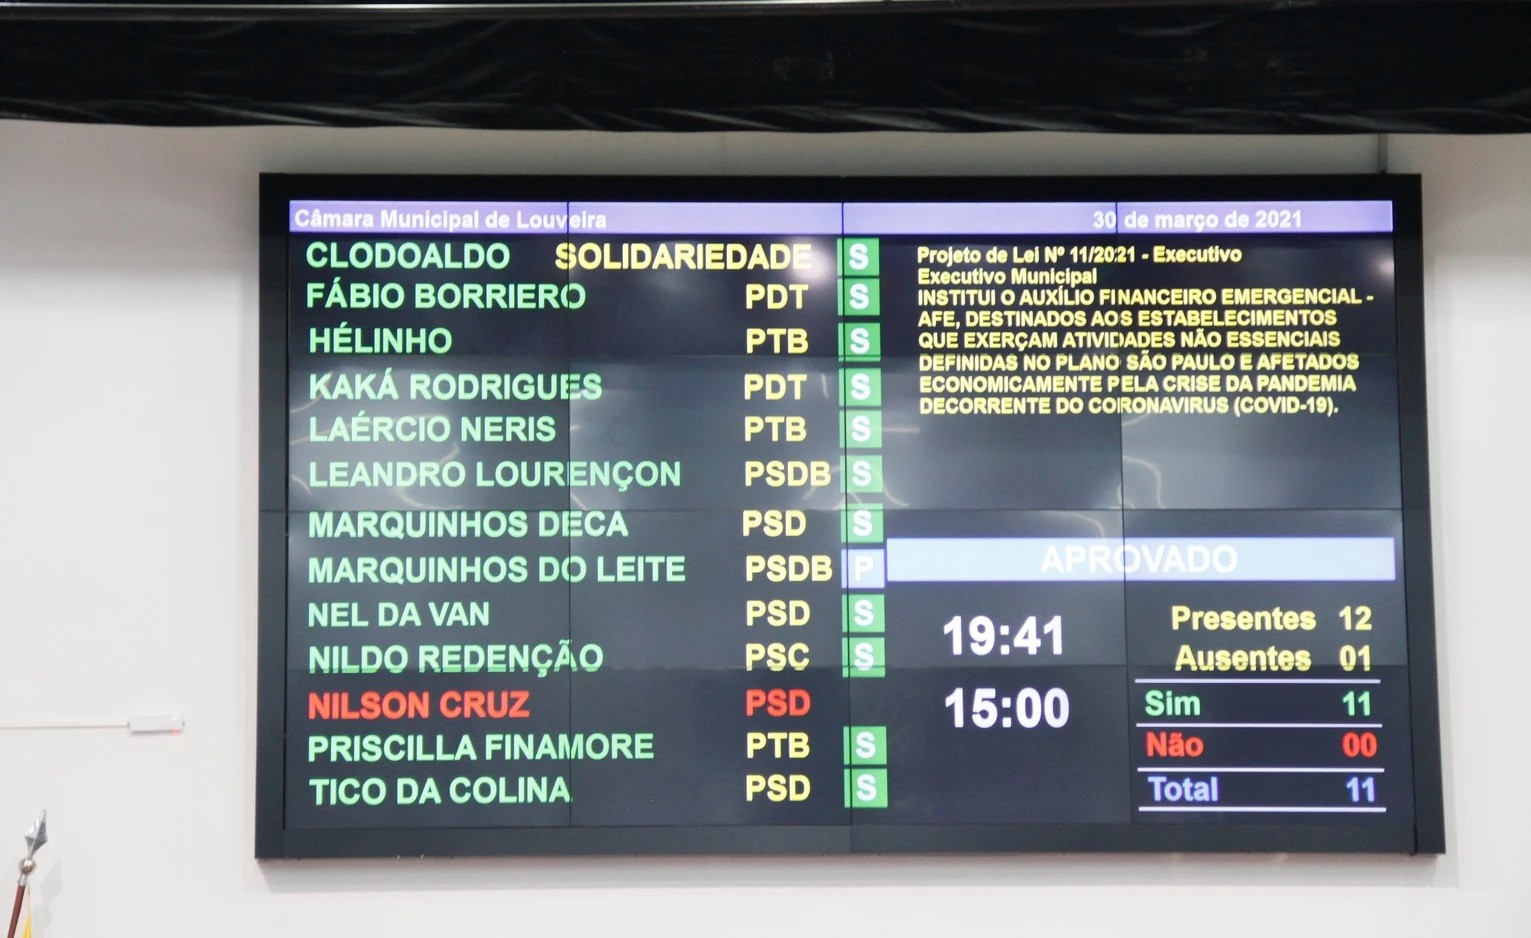 Câmara Municipal de Louveira 30 de março de 2021
CLODOALDO SOLIDARIEDADE S
FÁBIO BORRIERO PDT S
HÉLINHO PTB S
KAKÁ RODRIGUES PDT S
LAÉRCIO NERIS PTB S
LEANDRO LOURENÇON PSDB S
MARQUINHOS DECA PSD S
MARQUINHOS DO LEITE PSDB P
NEL DA VAN PSD S
NILDO REDENÇÃO PSC S
NILSON CRUZ PSD
PRISCILLA FINAMORE PTB S
TICO DA COLINA PSD S
Projeto de Lei Nº 11/2021 - Executivo
Executivo Municipal
INSTITUI O AUXÍLIO FINANCEIRO EMERGENCIAL -
AFE, DESTINADOS AOS ESTABELECIMENTOS
QUE EXERÇAM ATIVIDADES NÃO ESSENCIAIS
DEFINIDAS NO PLANO SÃO PAULO E AFETADOS
ECONOMICAMENTE PELA CRISE DA PANDEMIA
DECORRENTE DO CORONAVIRUS (COVID-19).
APROVADO
19:41
15:00
Presentes 12
Ausentes 01
Sim 11
Não 00
Total 11